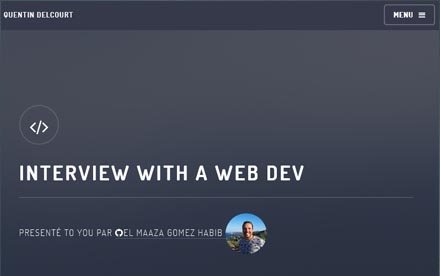 QUENTIN DELCOURT
MENU
</>
INTERVIEW WITH A WEB DEV
PRESENTÉ TO YOU PAR EL MAAZA GOMEZ HABIB